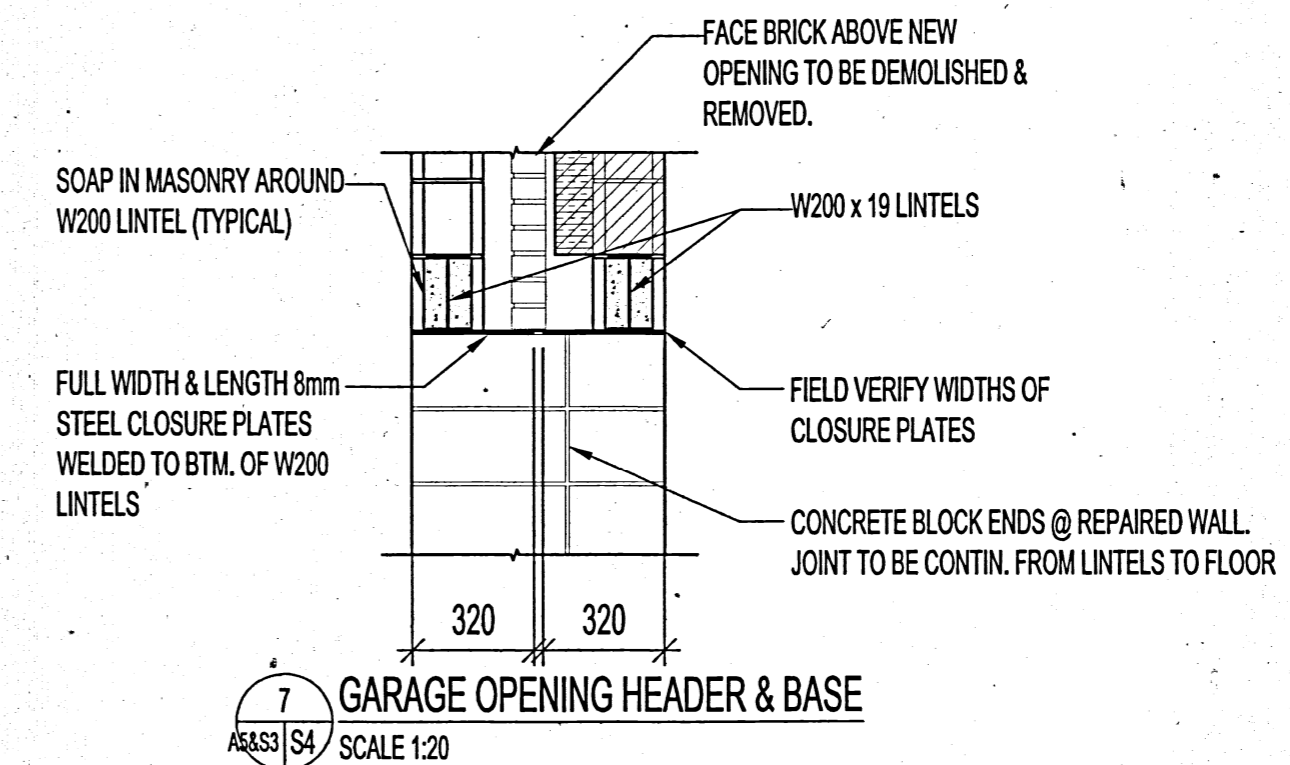 FACE BRICK ABOVE NEW
OPENING TO BE DEMOLISHED &
REMOVED.
SOAP IN MASONRY AROUND
W200 LINTEL (TYPICAL)
W200 x 19 LINTELS
FULL WIDTH & LENGTH 8mm
STEEL CLOSURE PLATES
WELDED TO BTM. OF W200
LINTELS
FIELD VERIFY WIDTHS OF
CLOSURE PLATES
CONCRETE BLOCK ENDS @ REPAIRED WALL.
JOINT TO BE CONTIN. FROM LINTELS TO FLOOR
320
320
7
A5&S3
S4
GARAGE OPENING HEADER & BASE
SCALE 1:20